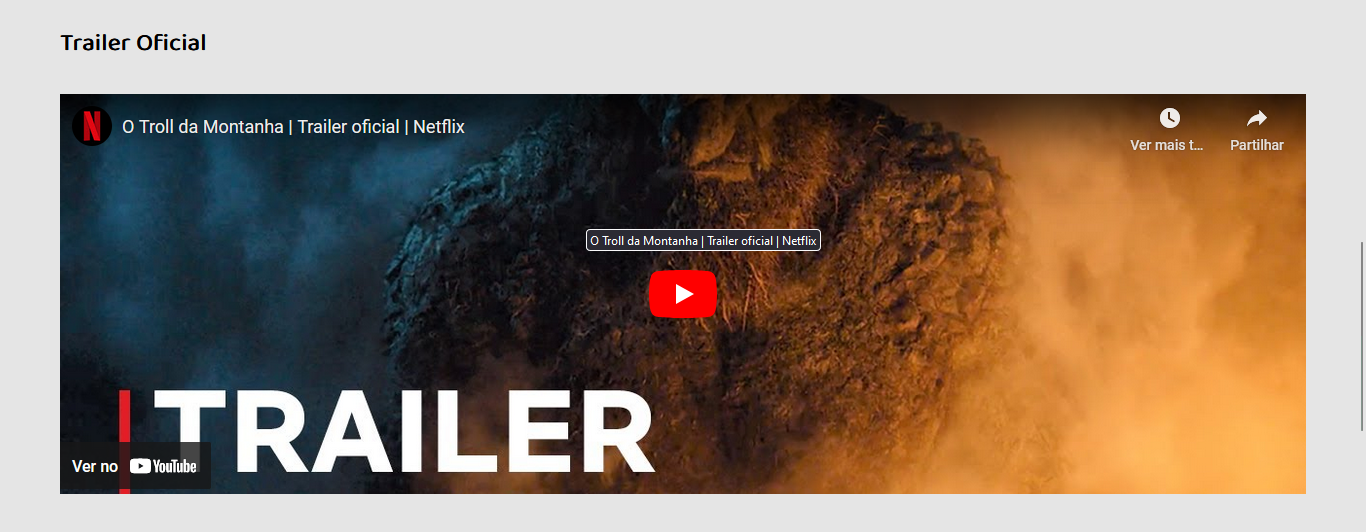 Trailer Oficial
O Troll da Montanha | Trailer oficial | Netflix
Ver mais t...
Partilhar
O Troll da Montanha | Trailer oficial | Netflix
TRAILER
Ver no YouTube